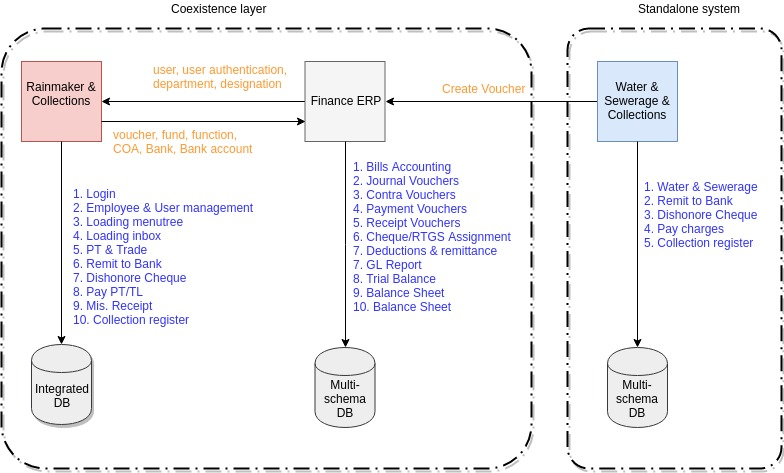 Coexistence layer
Standalone system
Rainmaker &
Collections
user, user authentication,
department, designation
voucher, fund, function,
COA, Bank, Bank account
Finance ERP
Create Voucher
Water &
Sewerage &
Collections
1. Login
2. Employee & User management
3. Loading menutree
4. Loading inbox
5. PT & Trade
6. Remit to Bank
7. Dishonore Cheque
8. Pay PT/TL
9. Mis. Receipt
10. Collection register
1. Bills Accounting
2. Journal Vouchers
3. Contra Vouchers
4. Payment Vouchers
5. Receipt Vouchers
6. Cheque/RTGS Assignment
7. Deductions & remittance
7. GL Report
8. Trial Balance
9. Balance Sheet
10. Balance Sheet
1. Water & Sewerage
2. Remit to Bank
3. Dishonore Cheque
4. Pay charges
5. Collection register
Integrated
DB
Multi-
schema
DB
Multi-
schema
DB